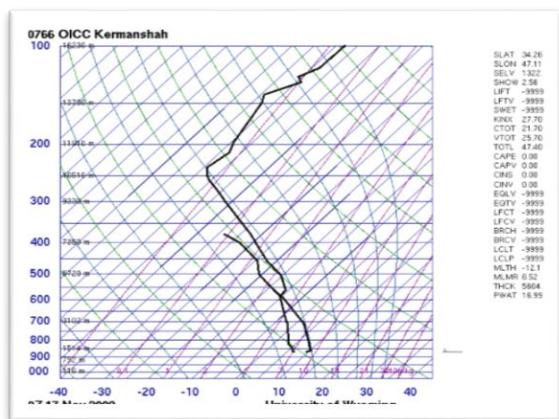 0766 OICC Kermanshah
100
200
300
400
500
600
700
800
900
000
-40 -30 -20 -10 0 10 20 30 40
University of Wyoming
SLAT 34.26
SLON 47.11
SELV 1322.
SHOW 2.56
LIFT -9999
LFTV -9999
SWET -9999
KINX 27.70
CTOT 21.70
VTOT 25.70
TOTL 47.40
CAPE 0.00
CAPV 0.00
CINS 0.00
CINV 0.00
EQLV -9999
EQTV -9999
LFCT -9999
LFCV -9999
BRCH -9999
BRCV -9999
LCLT -9999
LCLP -9999
MLTH -12.1
MLMR 6.52
THCK 5604
PWAT 16.99